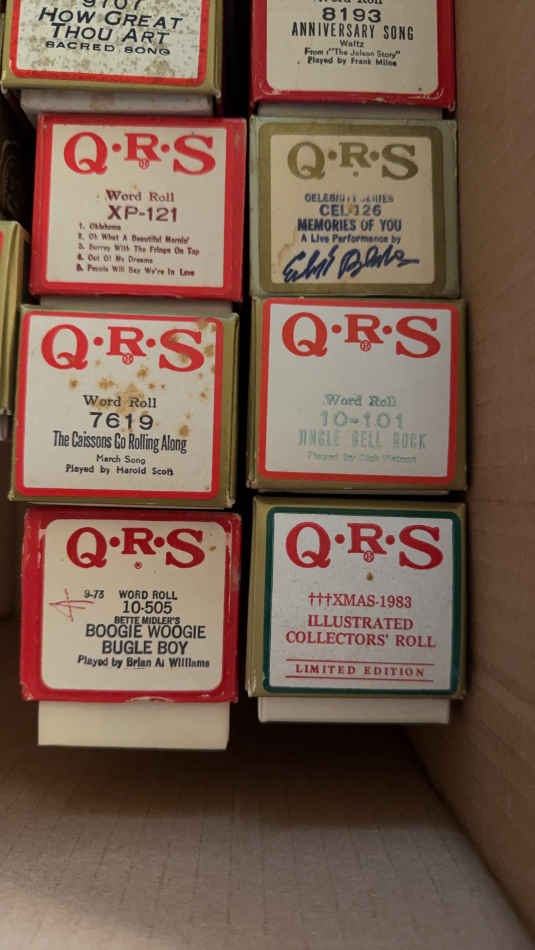 9707
HOW GREAT
THOU ART
SACRED SONG
Word Roll
8193
ANNIVERSARY SONG
Waltz
From "The Jolson Story"
Played by Frank Milne
Q·R·S
Word Roll
XP-121
1. Oklahoma
2. Oh What A Beautiful Mornin'
3. Surrey With The Fringe On Top
4. Out Of My Dreams
5. People Will Say We're In Love
Q·R·S
CELEBRITY SERIES
CEL-126
MEMORIES OF YOU
A Live Performance by
Q·R·S
Word Roll
7619
The Caissons Go Rolling Along
March Song
Played by Harold Scott
Q·R·S
Word Roll
10-101
JINGLE BELL ROCK
Played by Dick Watson
Q·R·S
9-73 WORD ROLL
10-505
BETTE MIDLER'S
BOOGIE WOOGIE
BUGLE BOY
Played by Brian A. Williams
Q·R·S
†††XMAS-1983
ILLUSTRATED
COLLECTORS' ROLL
LIMITED EDITION